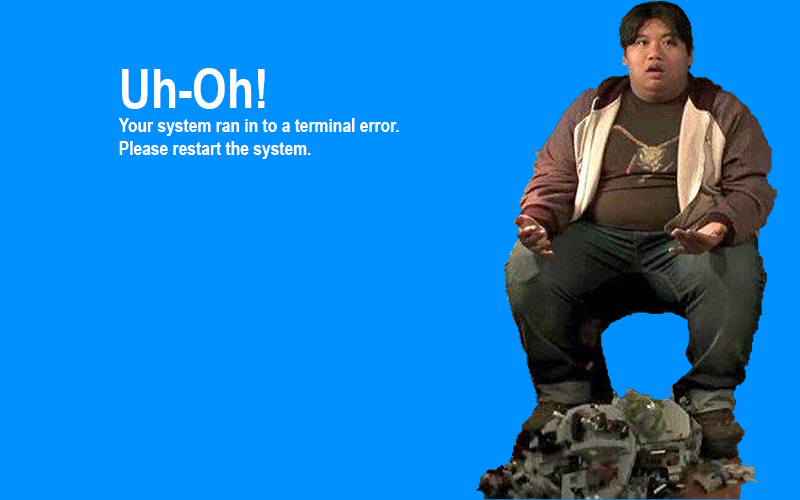 Uh-Oh!
Your system ran in to a terminal error.
Please restart the system.